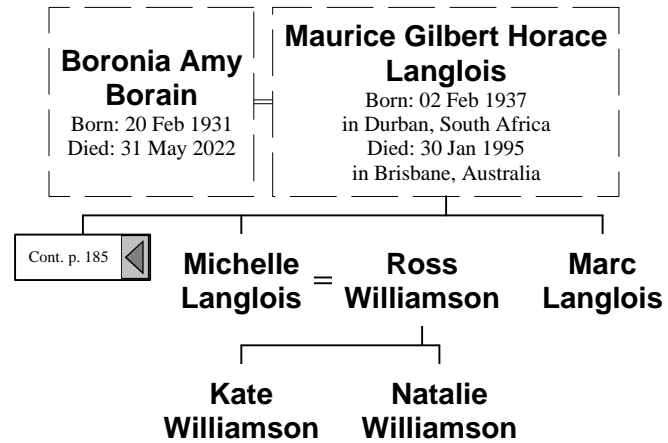 Boronia Amy
Borain
Born: 20 Feb 1931
Died: 31 May 2022
Maurice Gilbert Horace
Langlois
Born: 02 Feb 1937
in Durban, South Africa
Died: 30 Jan 1995
in Brisbane, Australia
Cont. p. 185
Michelle
Langlois
=
Ross
Williamson
Marc
Langlois
Kate
Williamson
Natalie
Williamson